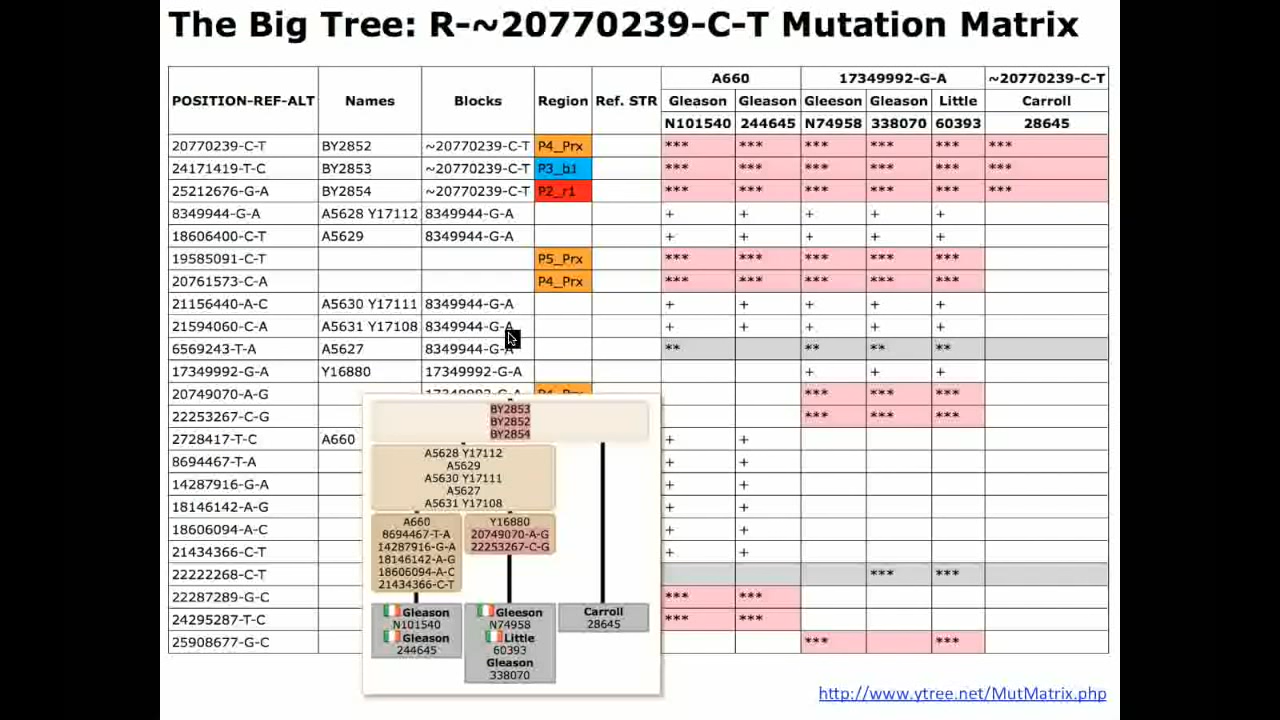 The Big Tree: R-~20770239-C-T Mutation Matrix
A660 17349992-G-A ~20770239-C-T
POSITION-REF-ALT Names Blocks Region Ref. STR Gleason Gleason Gleeson Gleason Little Carroll
N101540 244645 N74958 338070 60393 28645
20770239-C-T BY2852 ~20770239-C-T P4_Prx *** *** *** *** *** ***
24171419-T-C BY2853 ~20770239-C-T P3_b1 *** *** *** *** *** ***
25212676-G-A BY2854 ~20770239-C-T P2_r1 *** *** *** *** *** ***
8349944-G-A A5628 Y17112 8349944-G-A + + + + +
18606400-C-T A5629 8349944-G-A + + + + +
19585091-C-T P5_Prx *** *** *** *** ***
20761573-C-A P4_Prx *** *** *** *** ***
21156440-A-C A5630 Y17111 8349944-G-A + + + + +
21594060-C-A A5631 Y17108 8349944-G-A + + + + +
6569243-T-A A5627 8349944-G-A ** ** ** **
17349992-G-A Y16880 17349992-G-A + + +
20749070-A-G 17349992-G-A P4_Prx *** *** ***
22253267-C-G *** *** ***
2728417-T-C A660 + +
8694467-T-A + +
14287916-G-A + +
18146142-A-G + +
18606094-A-C + +
21434366-C-T + +
22222268-C-T *** ***
22287289-G-C *** ***
24295287-T-C *** ***
25908677-G-C *** ***
BY2853
BY2852
BY2854
A5628 Y17112
A5629
A5630 Y17111
A5627
A5631 Y17108
A660
8694467-T-A
14287916-G-A
18146142-A-G
18606094-A-C
21434366-C-T
Y16880
20749070-A-G
22253267-C-G
Gleason
N101540
Gleason
244645
Gleeson
N74958
Little
60393
Gleason
338070
Carroll
28645
http://www.ytree.net/MutMatrix.php